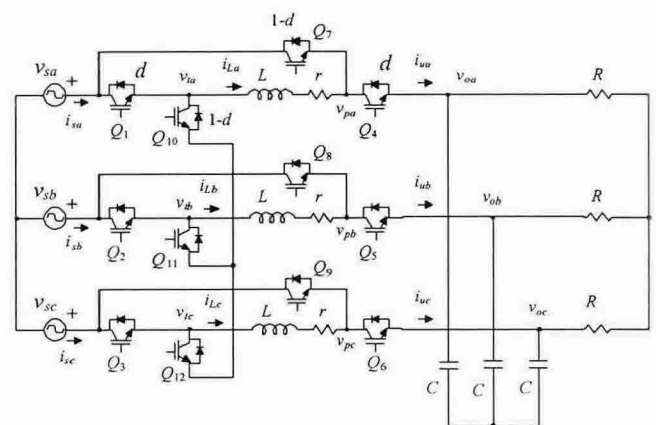 1-d
Q7
vsa
+
d
vta
iLa
L
r
d
iua
voa
R
isa
Q1
Q10
1-d
vpa
Q4
Q8
vsb
+
vtb
iLb
L
r
iub
vob
R
isb
Q2
Q11
vpb
Q5
Q9
vsc
+
vtc
iLc
L
r
iuc
voc
R
isc
Q3
Q12
vpc
Q6
C
C
C